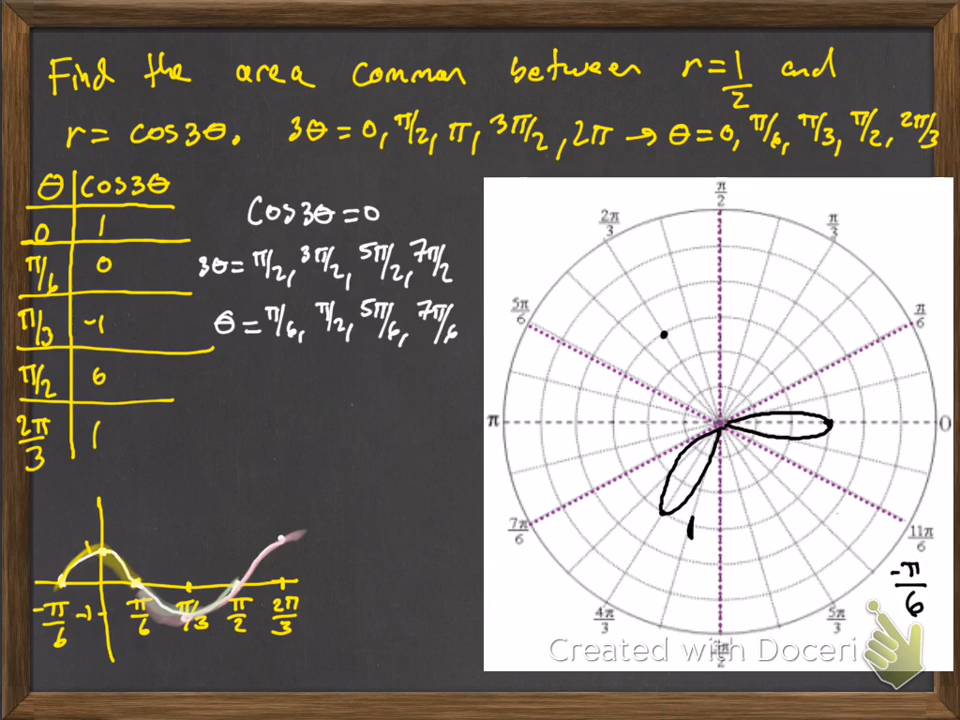 Find the area common between r = 1/2 and
r = cos3θ. 3θ = 0, π/2, π, 3π/2, 2π → θ = 0, π/6, π/3, π/2, 2π/3
θ | cos3θ
0 | 1
π/6 | 0
π/3 | -1
π/2 | 0
2π/3 | 1
cos3θ = 0
3θ = π/2, 3π/2, 5π/2, 7π/2
θ = π/6, π/2, 5π/6, 7π/6
1
-π/6 -1 π/6 π/3 π/2 2π/3
π/2
2π/3 π/3
5π/6 π/6
π 0
7π/6 11π/6
1
-π/6
4π/3 5π/3
3π/2
Created with Doceri